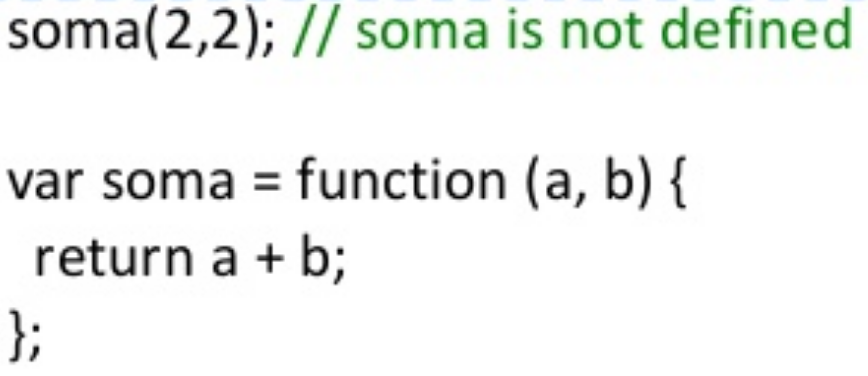 soma(2,2); // soma is not defined
var soma = function (a, b) {
return a + b;
};